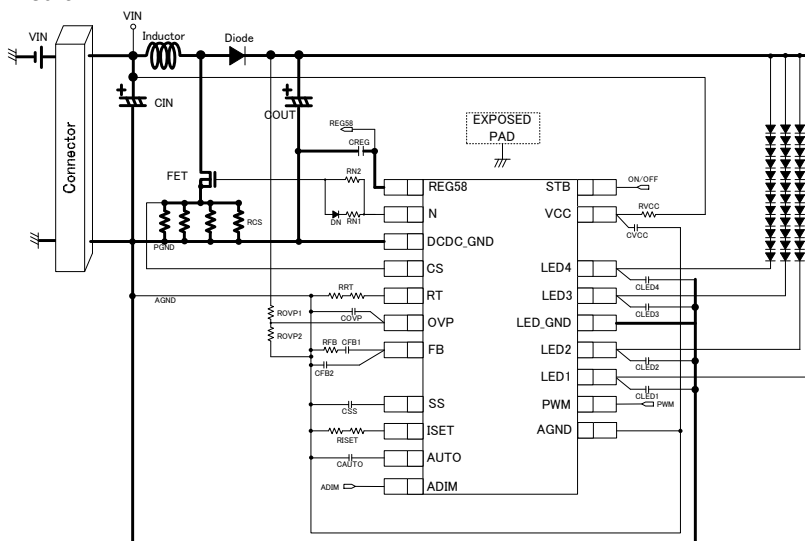 VIN
VIN
Inductor
Diode
Connector
CIN
COUT
REG58
CREG
EXPOSED
PAD
FET
RN2
DN
RN1
RCS
PGND
AGND
REG58
STB
ON/OFF
N
VCC
RVCC
CVCC
DCDC_GND
CS
LED4
CLED4
RRT
RT
LED3
CLED3
ROVP1
COVP
OVP
LED_GND
ROVP2
RFB
CFB1
FB
LED2
CLED2
CFB2
LED1
CLED1
CSS
SS
PWM
PWM
RISET
ISET
AGND
CAUTO
AUTO
ADIM
ADIM